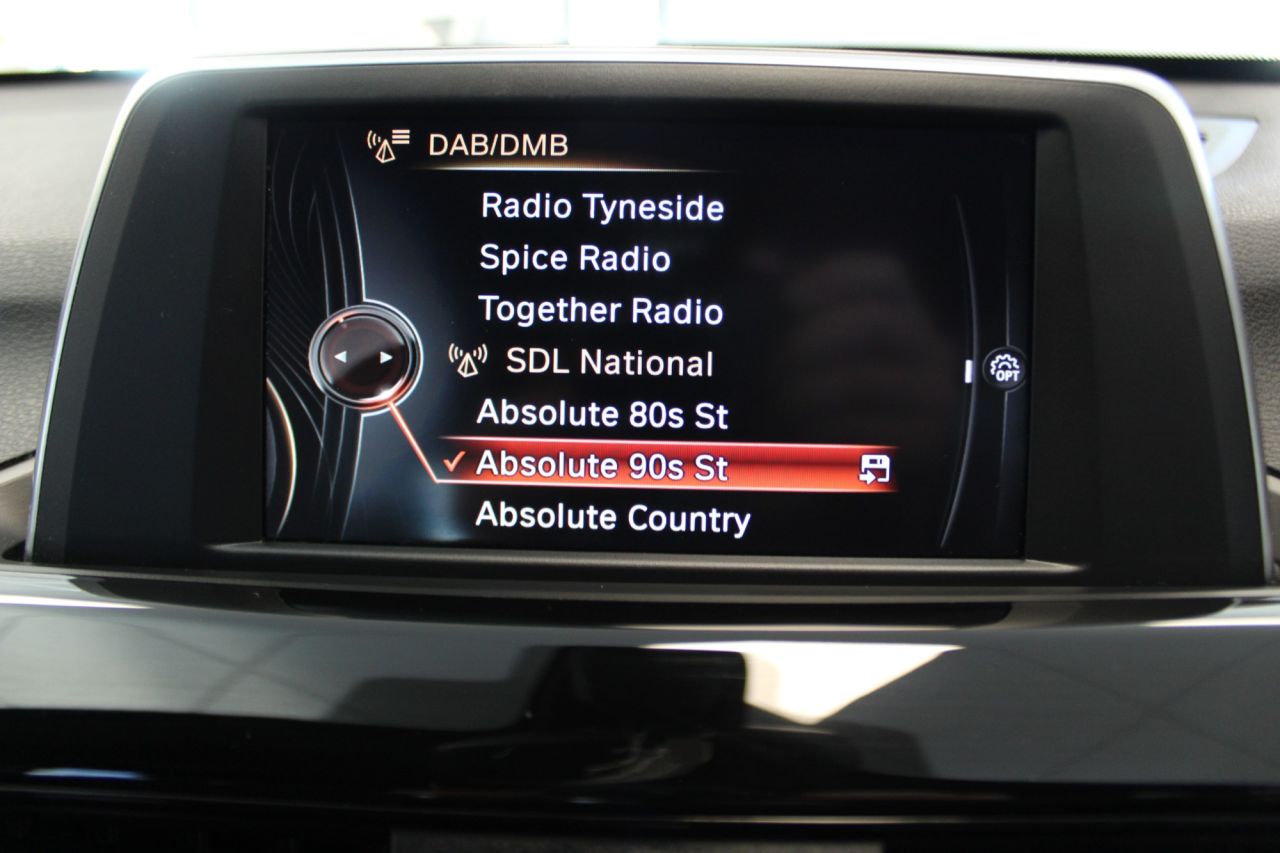 DAB/DMB
Radio Tyneside
Spice Radio
Together Radio
SDL National
OPT
Absolute 80s St
Absolute 90s St
Absolute Country